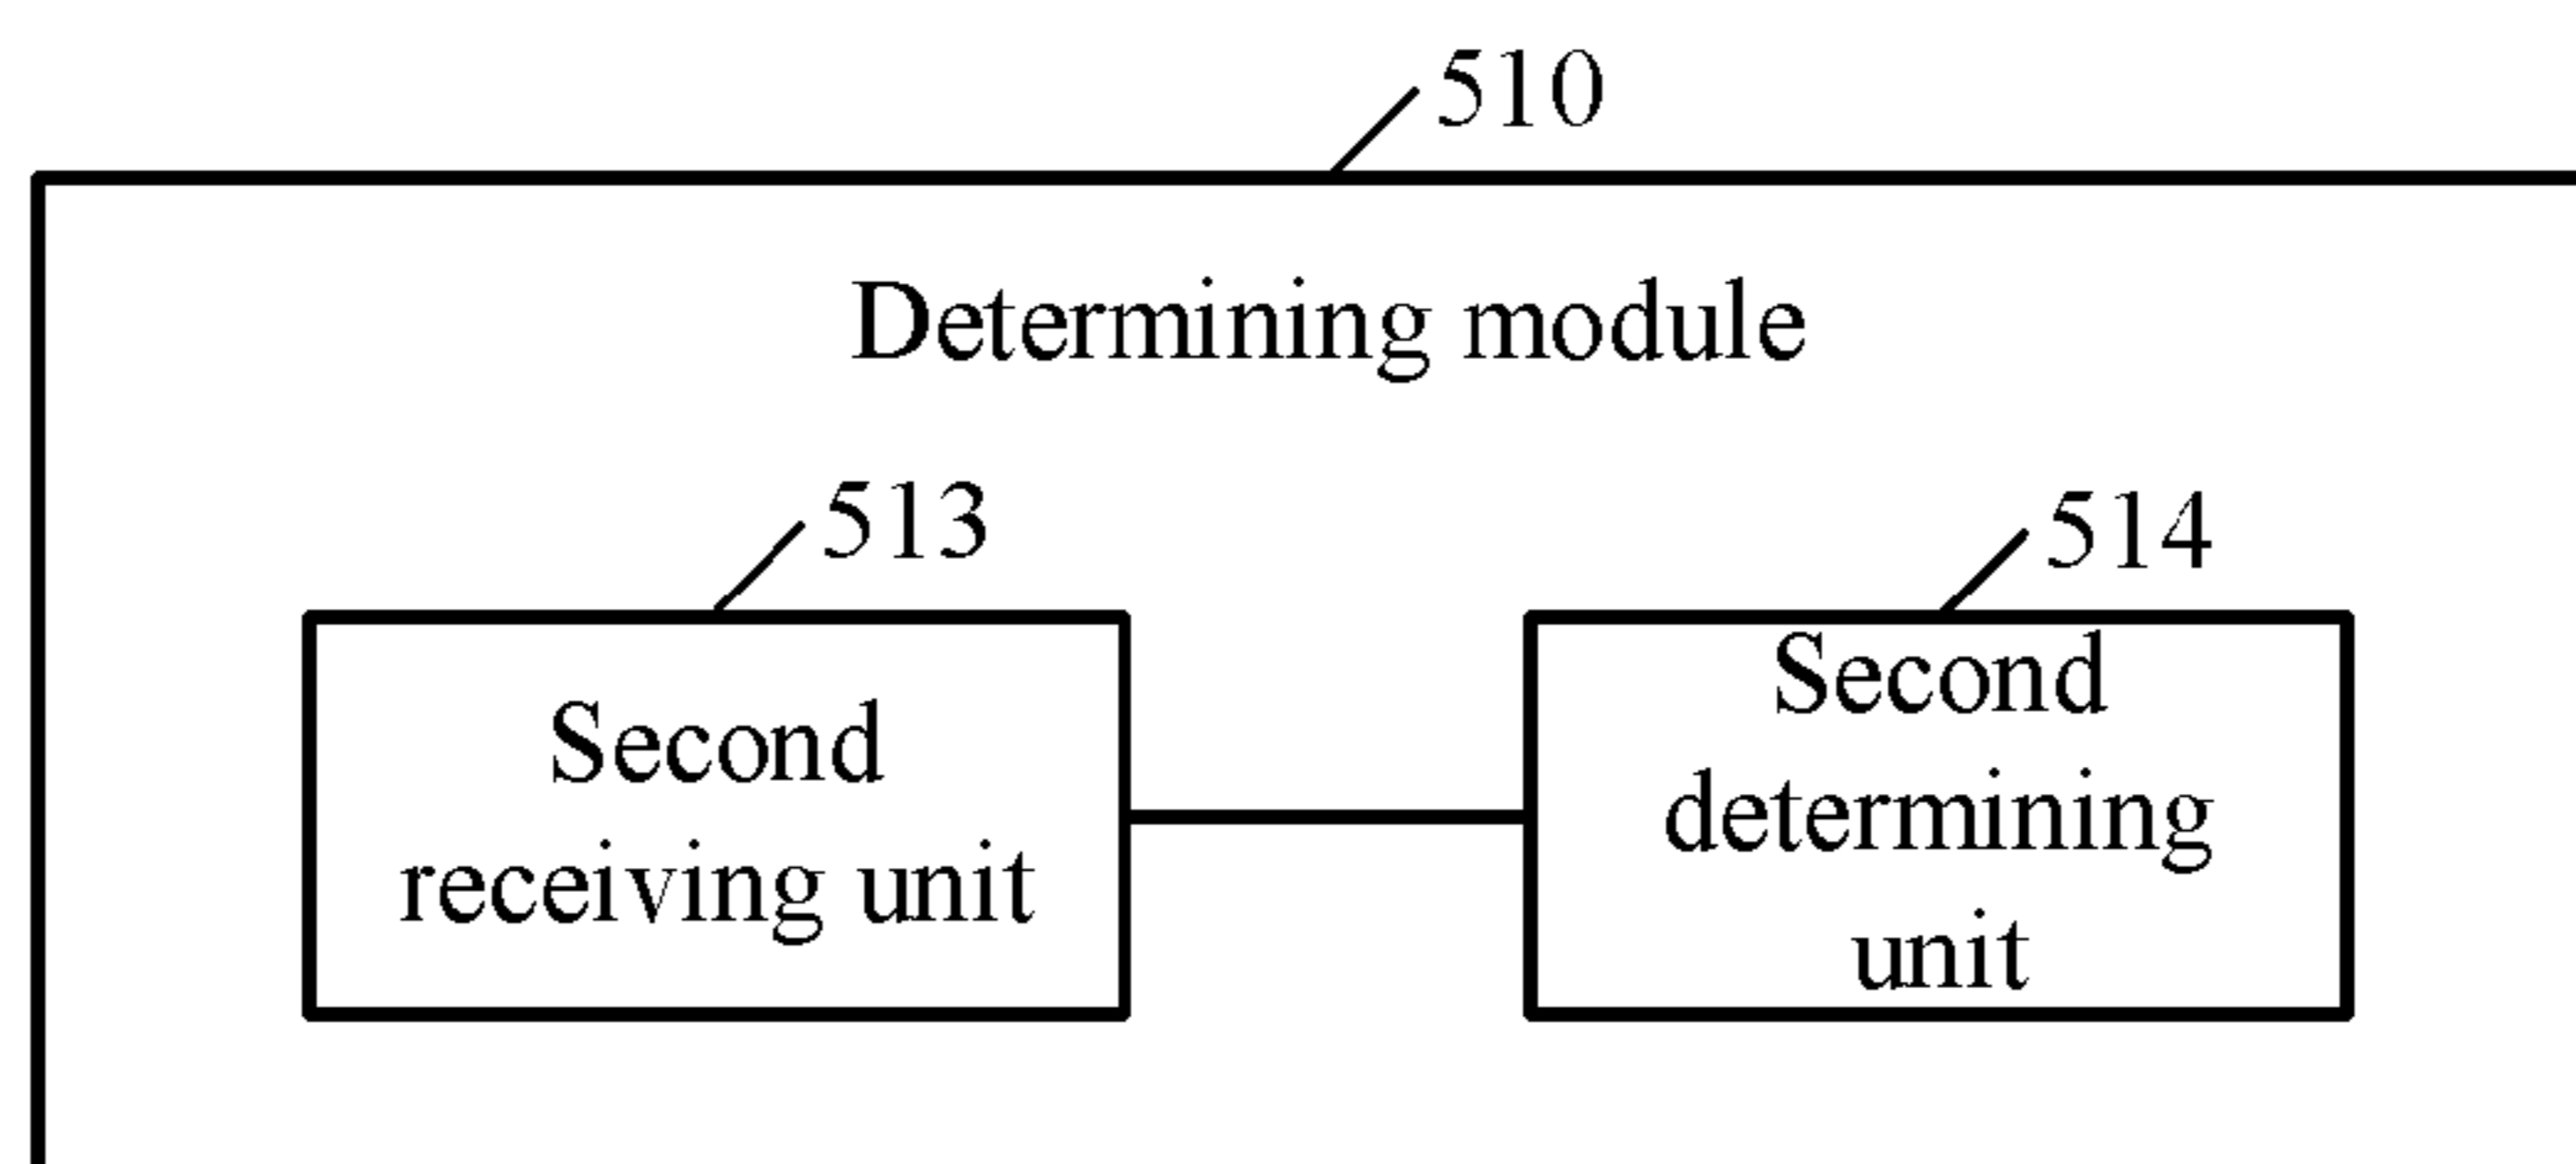 510
Determining module
513
514
Second
receiving unit
Second
determining
unit